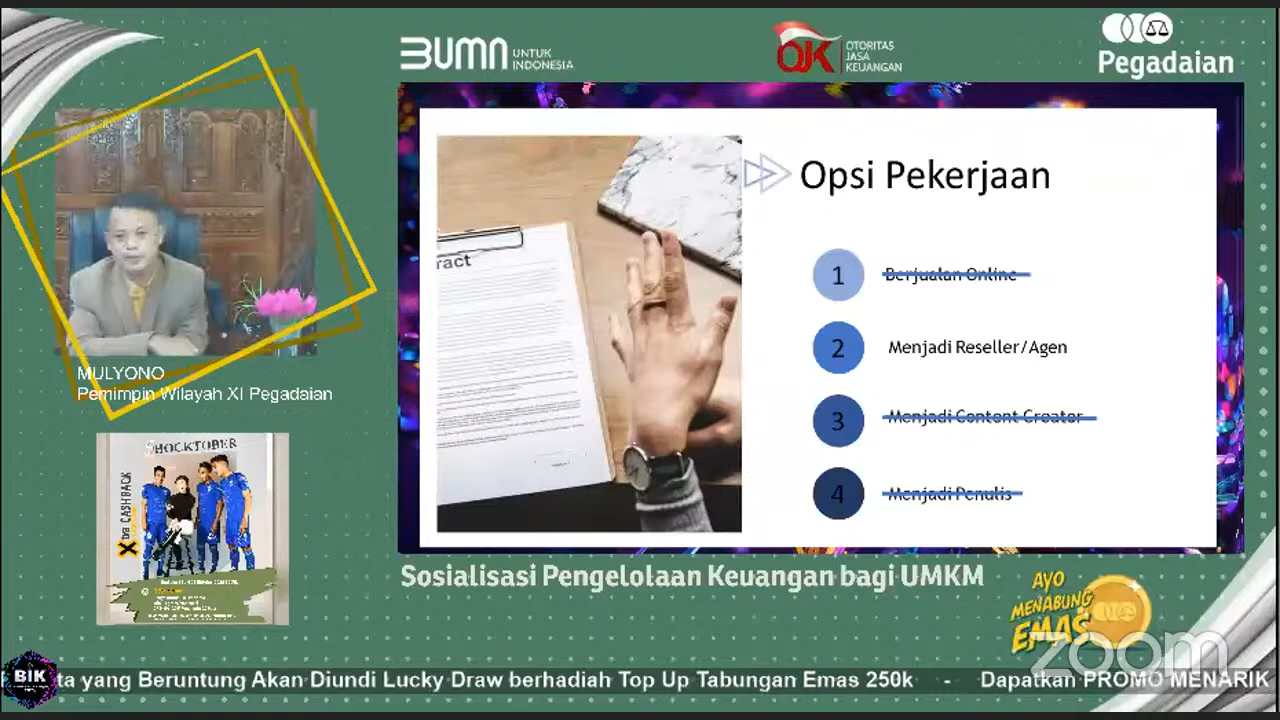 BUMN
UNTUK
INDONESIA
OJK
OTORITAS
JASA
KEUANGAN
Pegadaian
ract
Opsi Pekerjaan
1
Berjualan Online
2
Menjadi Reseller/Agen
3
Menjadi Content Creator
4
Menjadi Penulis
MULYONO
Pemimpin Wilayah XI Pegadaian
SHOCKTOBER
Xtra CASHBACK
Sosialisasi Pengelolaan Keuangan bagi UMKM
AYO
MENABUNG
EMAS
zoom
BIK
ta yang Beruntung Akan Diundi Lucky Draw berhadiah Top Up Tabungan Emas 250k - Dapatkan PROMO MENARIK